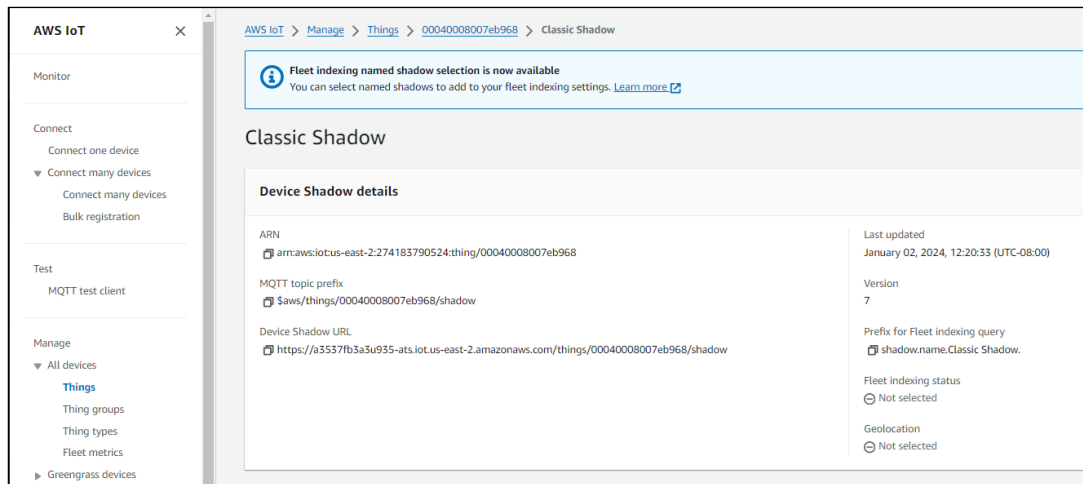 AWS IoT
Monitor
Connect
Connect one device
Connect many devices
Connect many devices
Bulk registration
Test
MQTT test client
Manage
All devices
Things
Thing groups
Thing types
Fleet metrics
Greengrass devices
AWS IoT > Manage > Things > 00040008007eb968 > Classic Shadow
Fleet indexing named shadow selection is now available
You can select named shadows to add to your fleet indexing settings. Learn more
Classic Shadow
Device Shadow details
ARN
arn:aws:iot:us-east-2:274183790524:thing/00040008007eb968
MQTT topic prefix
$aws/things/00040008007eb968/shadow
Device Shadow URL
https://a3537fb3a3u935-ats.iot.us-east-2.amazonaws.com/things/00040008007eb968/shadow
Last updated
January 02, 2024, 12:20:33 (UTC-08:00)
Version
7
Prefix for Fleet indexing query
shadow.name.Classic Shadow.
Fleet indexing status
Not selected
Geolocation
Not selected